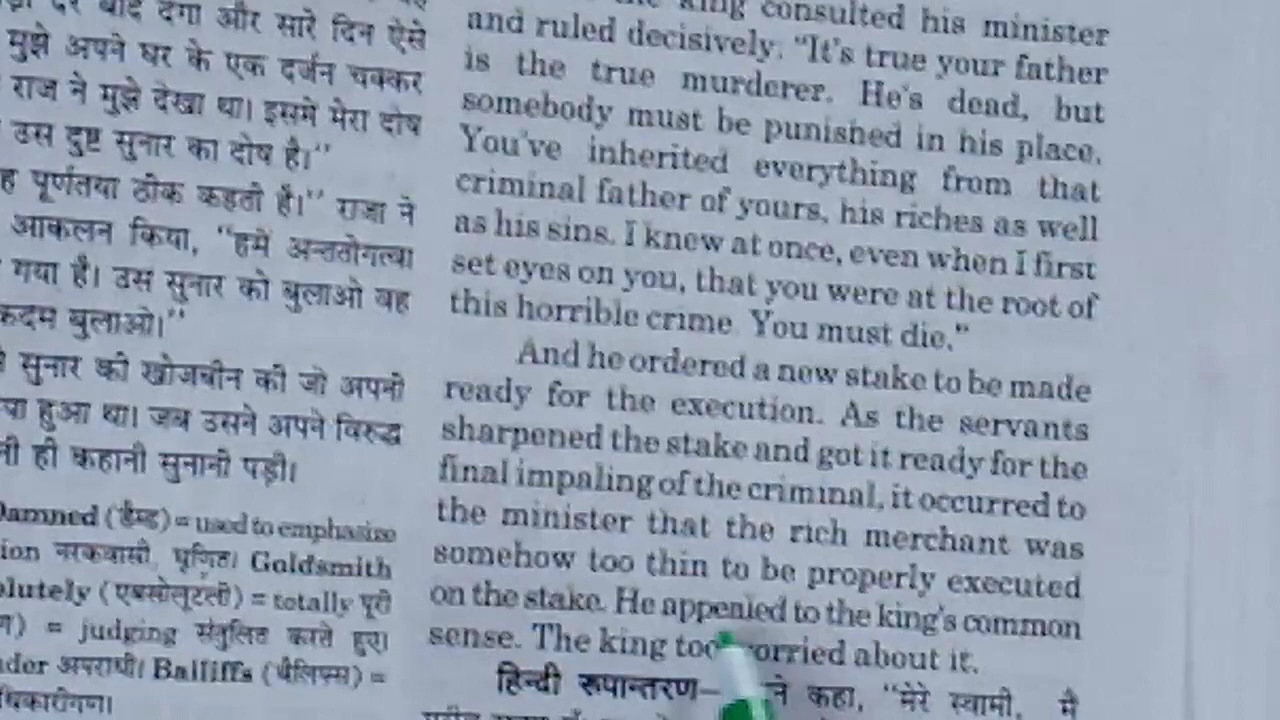 दर बाद देगा और सारे दिन ऐसे
मुझे अपने घर के एक दर्जन चक्कर
राज ने मुझे देखा था। इसमें मेरा दोष
उस दुष्ट सुनार का दोष है।"
ह पूर्णतया ठीक कहती है।" राजा ने
आकलन किया, "हमें अन्ततोगत्वा
गया है। उस सुनार को बुलाओ वह
कदम बुलाओ।"
सुनार की खोजबीन की जो अपनी
पा हुआ था। जब उसने अपने विरुद्ध
नी ही कहानी सुनानी पड़ी।
Damned (डैम्ड) = used to emphasize
ion नरकवासी, घृणित। Goldsmith
olutely (एबसोलूटली) = totally पूरी
= judging संतुलित करते हुए।
nder अपराधी। Bailiffs (बैलिफ्स) =
धिकारीगण।
king consulted his minister
and ruled decisively. "It's true your father
is the true murderer. He's dead, but
somebody must be punished in his place.
You've inherited everything from that
criminal father of yours, his riches as well
as his sins. I knew at once, even when I first
set eyes on you, that you were at the root of
this horrible crime. You must die."
And he ordered a new stake to be made
ready for the execution. As the servants
sharpened the stake and got it ready for the
final impaling of the criminal, it occurred to
the minister that the rich merchant was
somehow too thin to be properly executed
on the stake. He appealed to the king's common
sense. The king too worried about it.
हिन्दी रूपान्तरण– ने कहा, "मेरे स्वामी, मैं